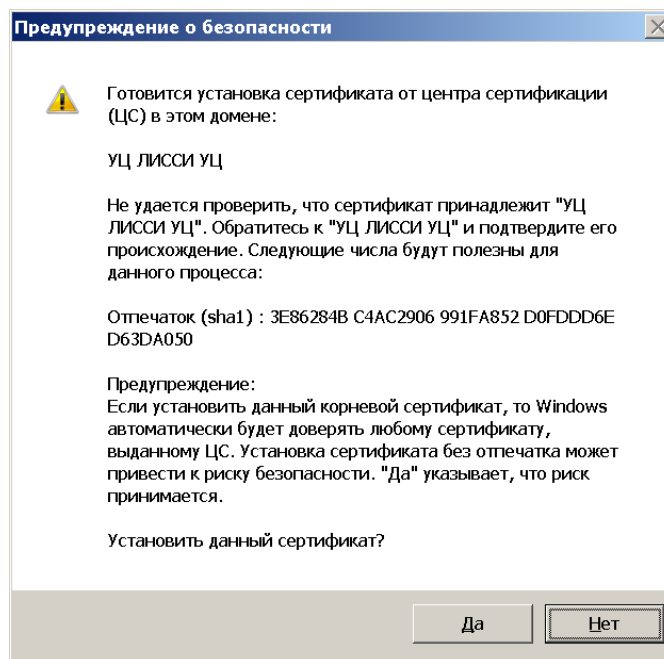 Предупреждение о безопасности
Готовится установка сертификата от центра сертификации
(ЦС) в этом домене:
УЦ ЛИССИ УЦ
Не удается проверить, что сертификат принадлежит "УЦ
ЛИССИ УЦ". Обратитесь к "УЦ ЛИССИ УЦ" и подтвердите его
происхождение. Следующие числа будут полезны для
данного процесса:
Отпечаток (sha1) : 3E86284B C4AC2906 991FA852 D0FDDD6E
D63DA050
Предупреждение:
Если установить данный корневой сертификат, то Windows
автоматически будет доверять любому сертификату,
выданному ЦС. Установка сертификата без отпечатка может
привести к риску безопасности. "Да" указывает, что риск
принимается.
Установить данный сертификат?
Да
Нет